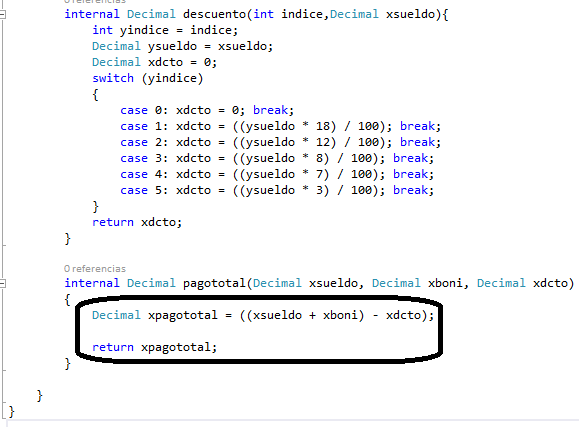 0 referencias
internal Decimal descuento(int indice,Decimal xsueldo){
int yindice = indice;
Decimal ysueldo = xsueldo;
Decimal xdcto = 0;
switch (yindice)
{
case 0: xdcto = 0; break;
case 1: xdcto = ((ysueldo * 18) / 100); break;
case 2: xdcto = ((ysueldo * 12) / 100); break;
case 3: xdcto = ((ysueldo * 8) / 100); break;
case 4: xdcto = ((ysueldo * 7) / 100); break;
case 5: xdcto = ((ysueldo * 3) / 100); break;
}
return xdcto;
}
0 referencias
internal Decimal pagototal(Decimal xsueldo, Decimal xboni, Decimal xdcto)
{
Decimal xpagototal = ((xsueldo + xboni) - xdcto);
return xpagototal;
}
}
}